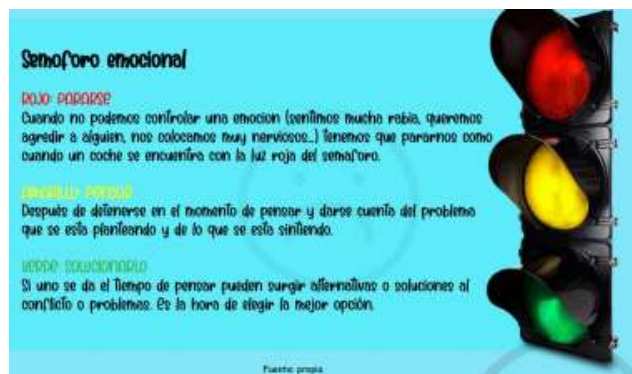 Semaforo emocional
ROJO: PARARSE
Cuando no podemos controlar una emocion (sentimos mucha rabia, queremos
agredir a alguien, nos colocamos muy nerviosos...) tenemos que pararnos como
cuando un coche se encuentra con la luz roja del semaforo.
AMARILLO: PENSAR
Después de detenerse en el momento de pensar y darse cuenta del problema
que se esta planteando y de lo que se esta sintiendo.
VERDE: SOLUCIONARLO
Si uno se da el tiempo de pensar pueden surgir alternativas o soluciones al
conflicto o problemas. Es la hora de elegir la mejor opción.
Fuente: propia.